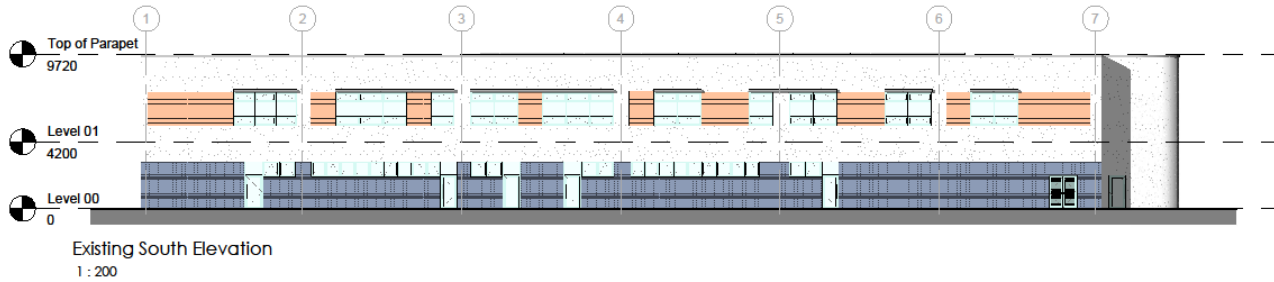 1 2 3 4 5 6 7
Top of Parapet
9720
Level 01
4200
Level 00
0
Existing South Elevation
1 : 200